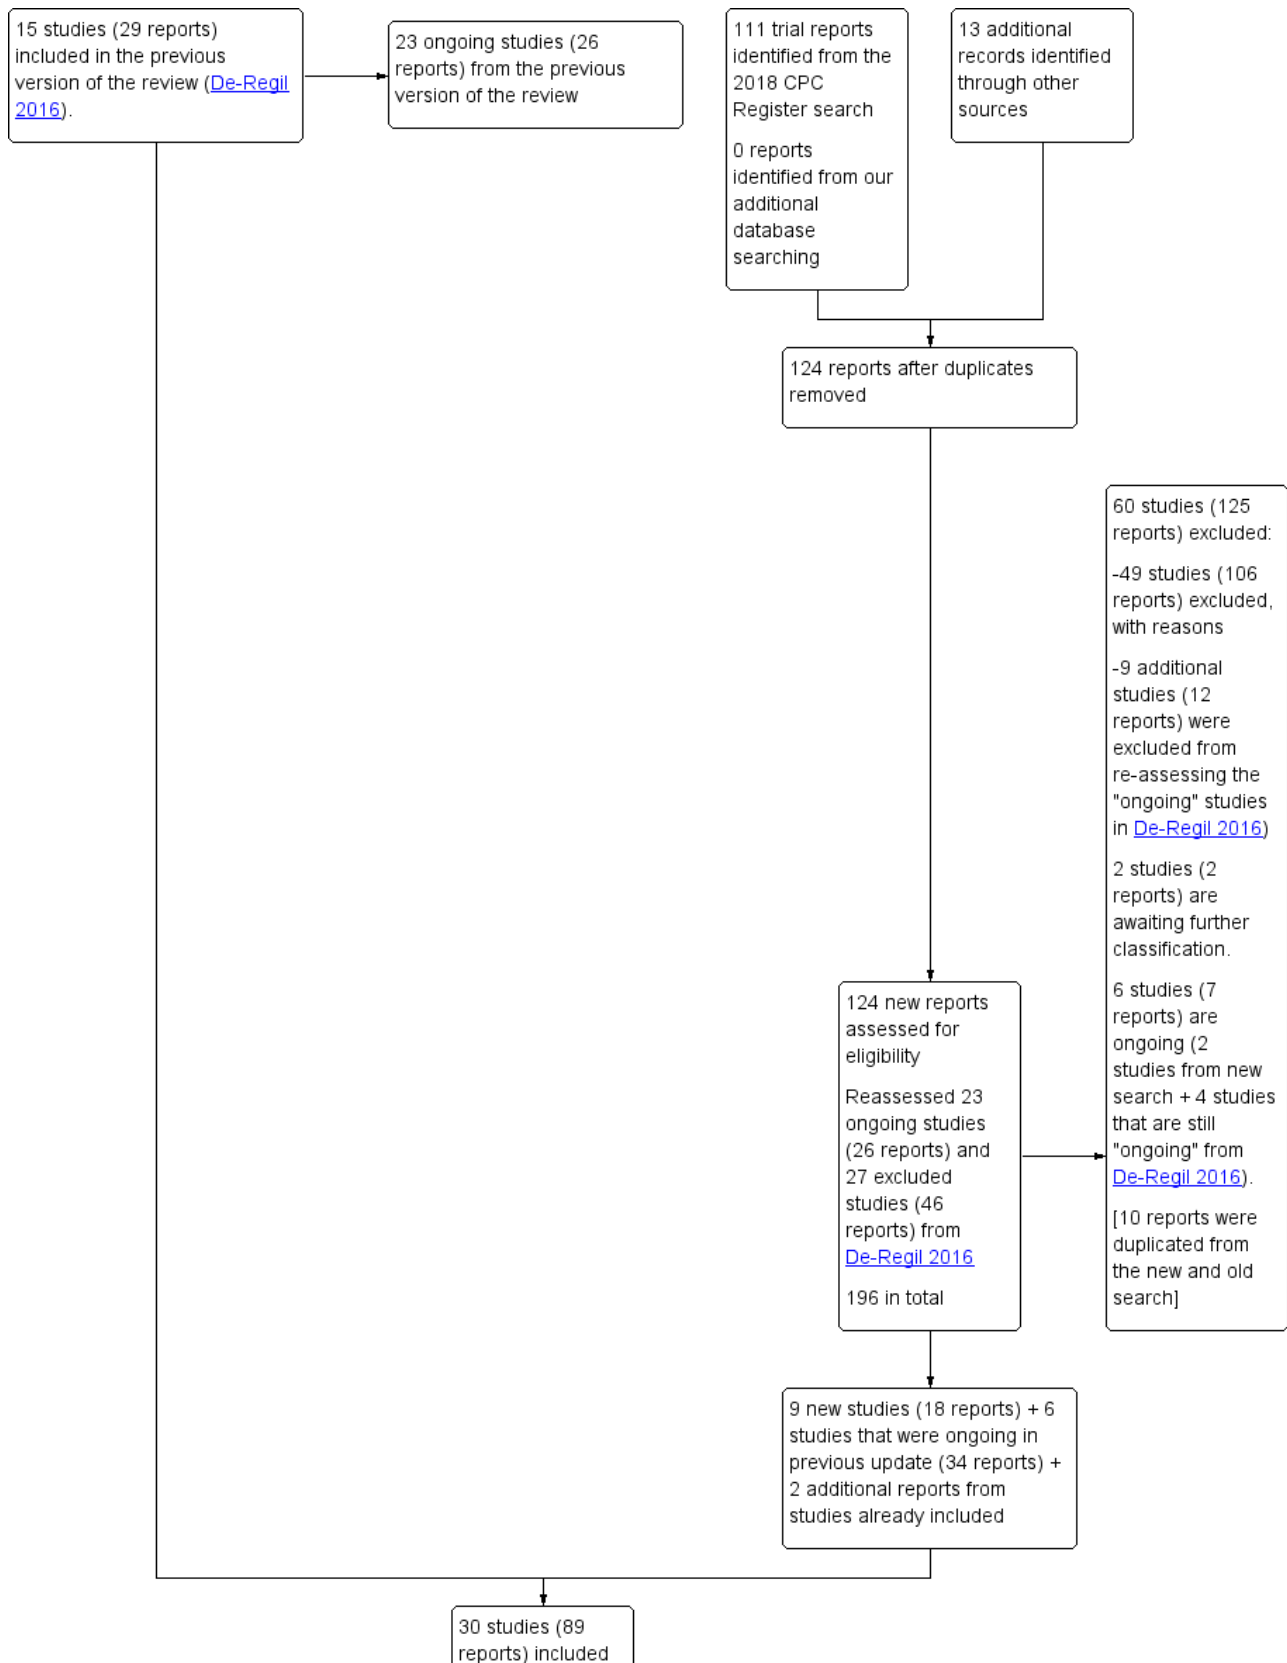 15 studies (29 reports)
included in the previous
version of the review (De-Regil
2016).
23 ongoing studies (26
reports) from the previous
version of the review
111 trial reports
identified from the
2018 CPC
Register search
0 reports
identified from our
additional
database
searching
13 additional
records identified
through other
sources
124 reports after duplicates
removed
60 studies (125
reports) excluded:
-49 studies (106
reports) excluded,
with reasons
-9 additional
studies (12
reports) were
excluded from
re-assessing the
"ongoing" studies
in De-Regil 2016)
2 studies (2
reports) are
awaiting further
classification.
6 studies (7
reports) are
ongoing (2
studies from new
search + 4 studies
that are still
"ongoing" from
De-Regil 2016).
[10 reports were
duplicated from
the new and old
search]
124 new reports
assessed for
eligibility
Reassessed 23
ongoing studies
(26 reports) and
27 excluded
studies (46
reports) from
De-Regil 2016
196 in total
9 new studies (18 reports) + 6
studies that were ongoing in
previous update (34 reports) +
2 additional reports from
studies already included
30 studies (89
reports) included